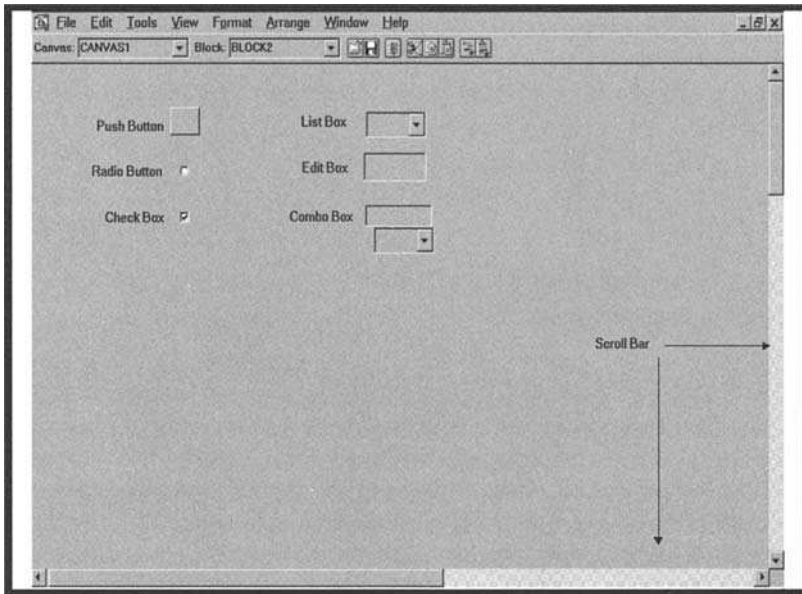 File Edit Tools View Format Arrange Window Help
Canvas: CANVAS1 Block: BLOCK2
Push Button List Box
Radio Button Edit Box
Check Box Combo Box
Scroll Bar